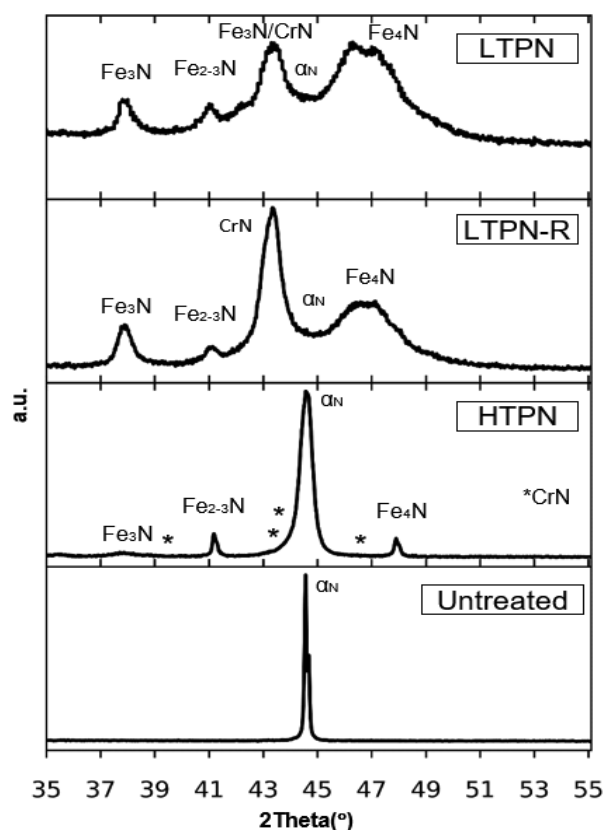 Fe₃N/CrN
Fe₄N
LTPN
Fe₃N
Fe₂₋₃N
αN
CrN
LTPN-R
Fe₃N
Fe₂₋₃N
αN
Fe₄N
αN
HTPN
*CrN
Fe₂₋₃N
Fe₃N
*
*
*
*
Fe₄N
αN
Untreated
a.u.
35 37 39 41 43 45 47 49 51 53 55
2Theta(º)